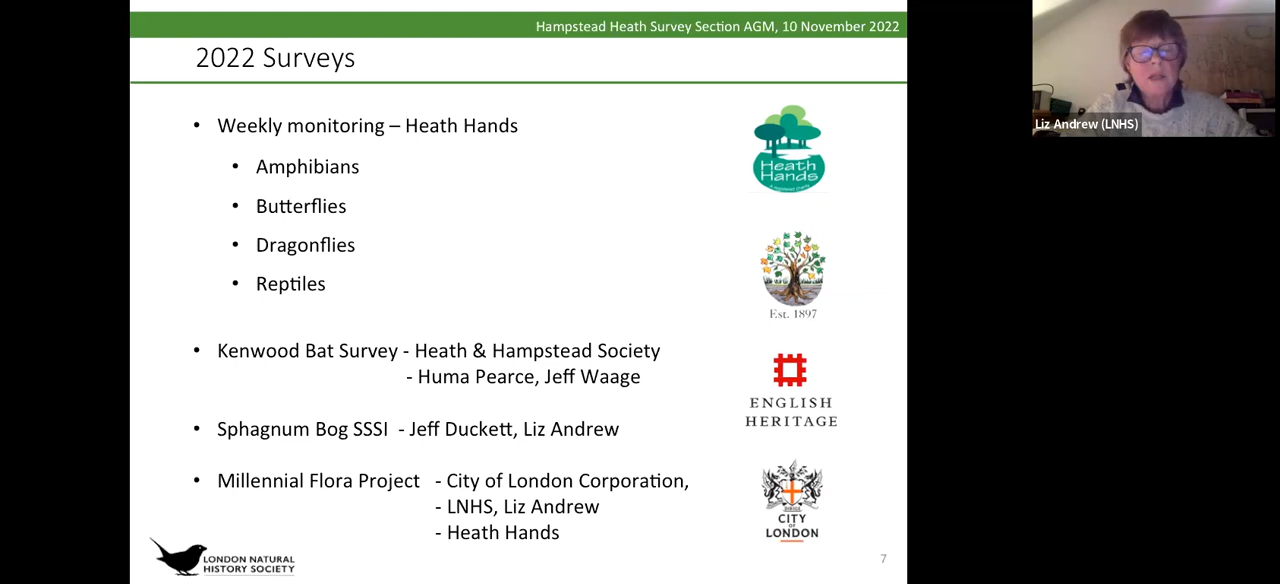 Hampstead Heath Survey Section AGM, 10 November 2022
2022 Surveys
• Weekly monitoring – Heath Hands
• Amphibians
• Butterflies
• Dragonflies
• Reptiles
• Kenwood Bat Survey - Heath & Hampstead Society
- Huma Pearce, Jeff Waage
• Sphagnum Bog SSSI - Jeff Duckett, Liz Andrew
• Millennial Flora Project - City of London Corporation,
- LNHS, Liz Andrew
- Heath Hands
Heath
Hands
a registered charity
Est. 1897
ENGLISH
HERITAGE
CITY
OF
LONDON
LONDON NATURAL
HISTORY SOCIETY
7
Liz Andrew (LNHS)